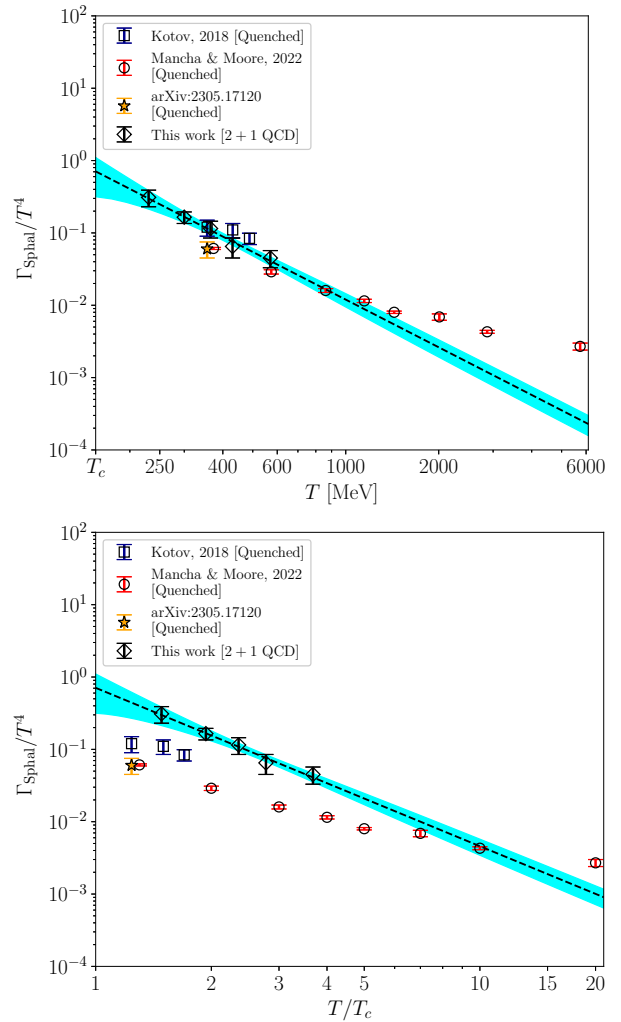 10^2
10^1
10^0
10^{-1}
10^{-2}
10^{-3}
10^{-4}
Γ_Sphal/T^4
Kotov, 2018 [Quenched]
Mancha & Moore, 2022
[Quenched]
arXiv:2305.17120
[Quenched]
This work [2 + 1 QCD]
T_c 250 400 600 1000 2000 6000
T [MeV]
10^2
10^1
10^0
10^{-1}
10^{-2}
10^{-3}
10^{-4}
Γ_Sphal/T^4
Kotov, 2018 [Quenched]
Mancha & Moore, 2022
[Quenched]
arXiv:2305.17120
[Quenched]
This work [2 + 1 QCD]
1 2 3 4 5 10 15 20
T/T_c